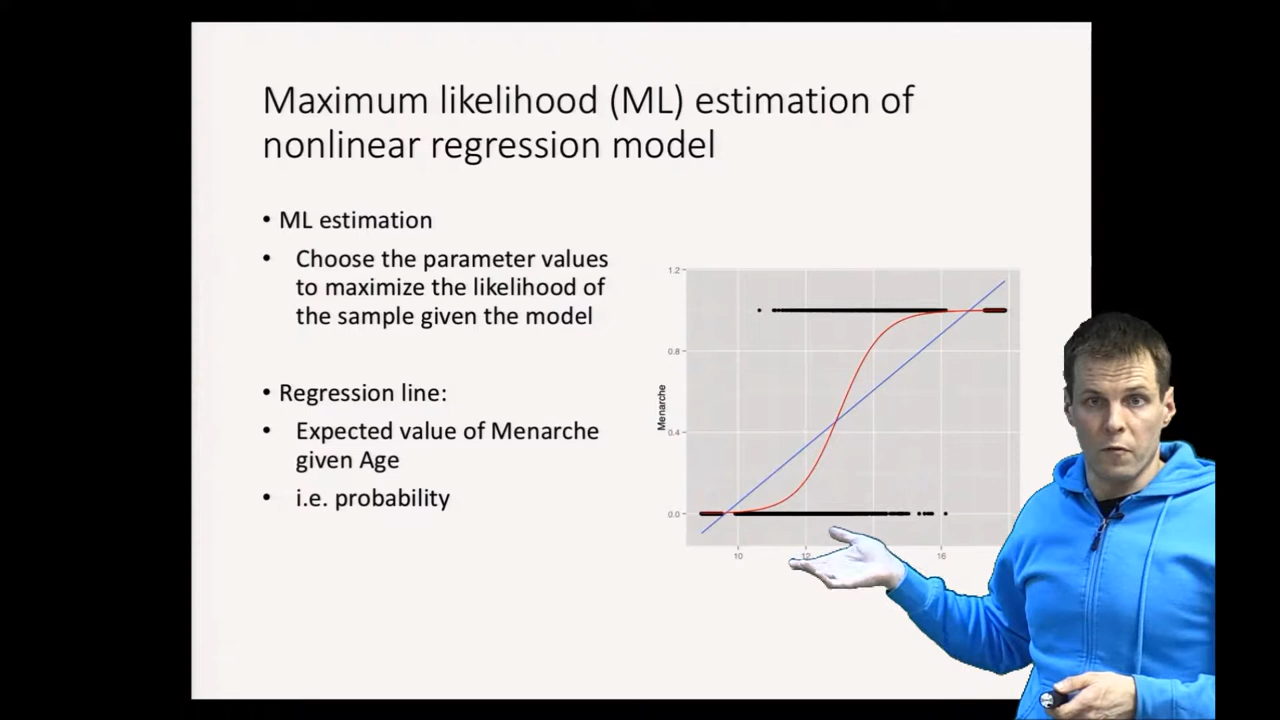 Maximum likelihood (ML) estimation of
nonlinear regression model
• ML estimation
• Choose the parameter values
to maximize the likelihood of
the sample given the model
• Regression line:
• Expected value of Menarche
given Age
• i.e. probability
1.2
0.8
0.4
0.0
Menarche
10
12
16